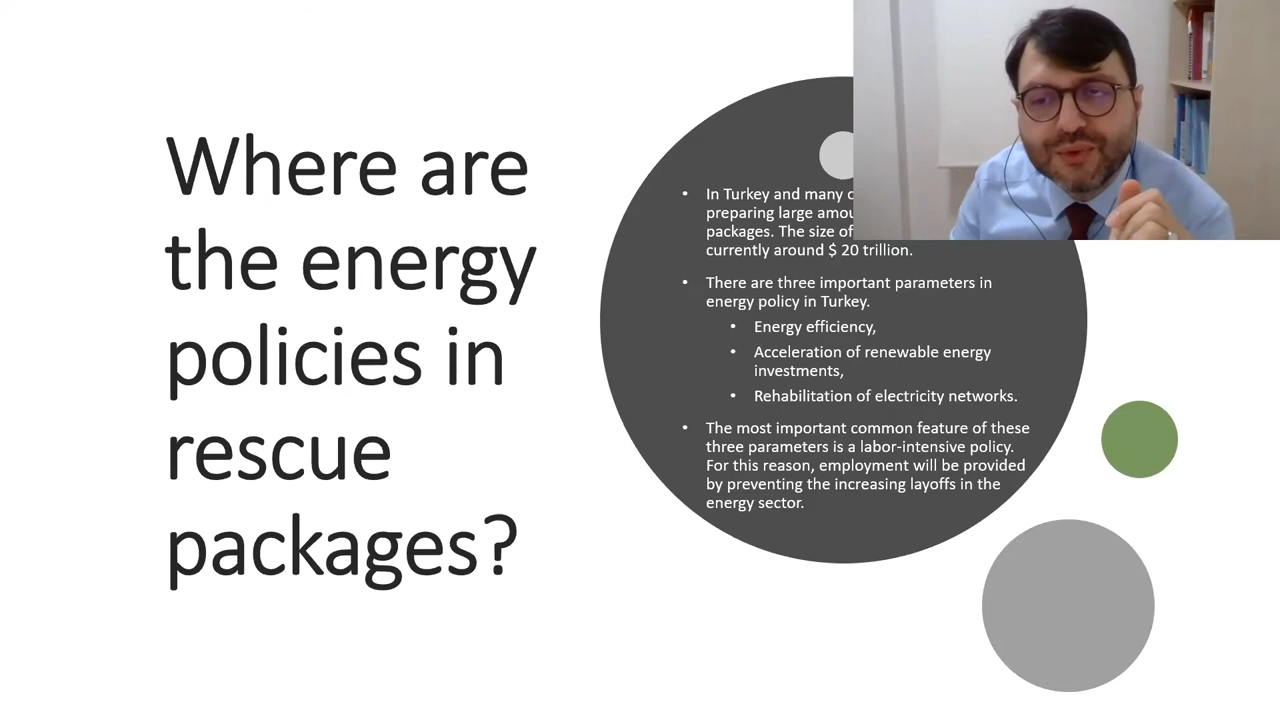 Where are
the energy
policies in
rescue
packages?
• In Turkey and many
preparing large
packages. The size of
currently around $ 20 trillion.
• There are three important parameters in
energy policy in Turkey.
• Energy efficiency,
• Acceleration of renewable energy
investments,
• Rehabilitation of electricity networks.
• The most important common feature of these
three parameters is a labor-intensive policy.
For this reason, employment will be provided
by preventing the increasing layoffs in the
energy sector.